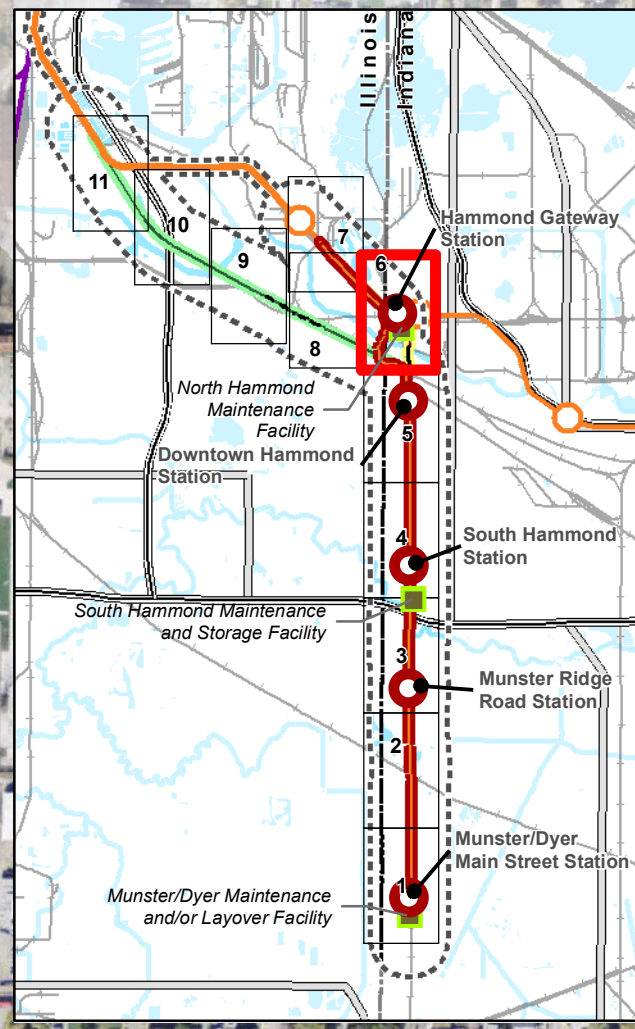 Illinois
Indiana
11
10
9
8
7
6
Hammond Gateway
Station
North Hammond
Maintenance
Facility
Downtown Hammond
Station
5
4
South Hammond
Station
South Hammond Maintenance
and Storage Facility
3
Munster Ridge
Road Station
2
Munster/Dyer
Main Street Station
1
Munster/Dyer Maintenance
and/or Layover Facility